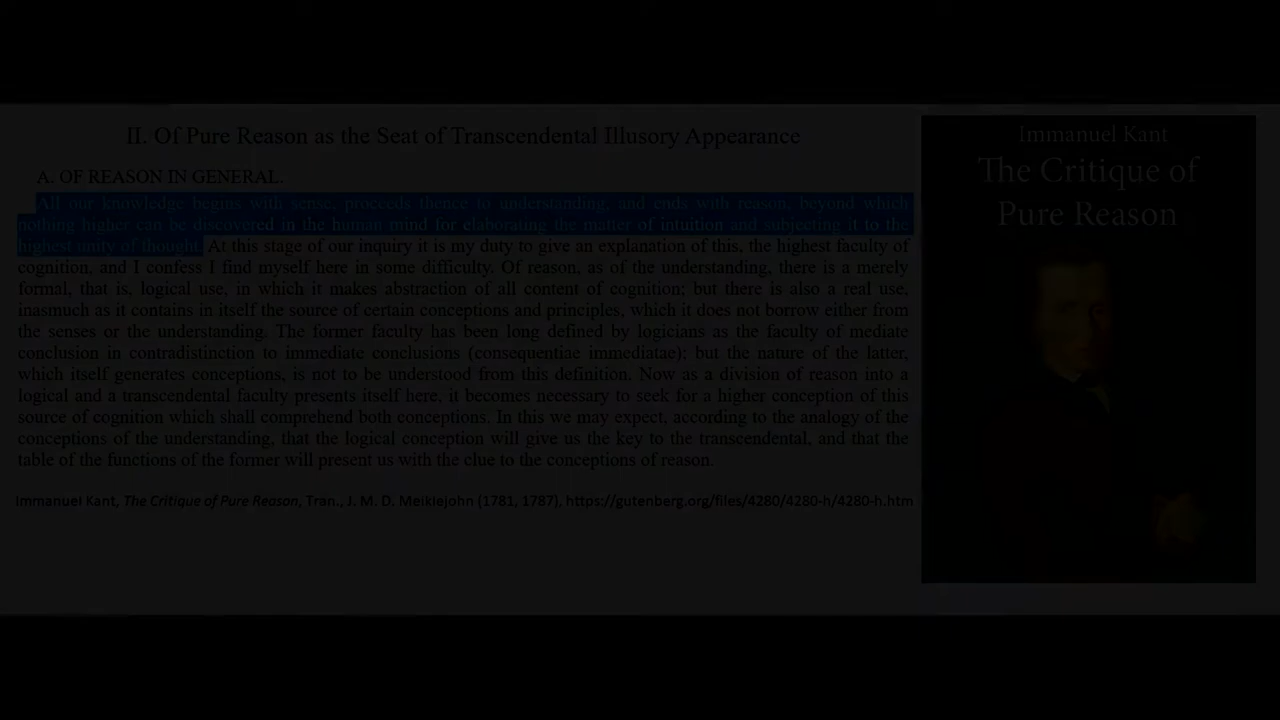 II. Of Pure Reason as the Seat of Transcendental Illusory Appearance
A. OF REASON IN GENERAL.
All our knowledge begins with sense, proceeds thence to understanding, and ends with reason, beyond which
nothing higher can be discovered in the human mind for elaborating the matter of intuition and subjecting it to the
highest unity of thought. At this stage of our inquiry it is my duty to give an explanation of this, the highest faculty of
cognition, and I confess I find myself here in some difficulty. Of reason, as of the understanding, there is a merely
formal, that is, logical use, in which it makes abstraction of all content of cognition; but there is also a real use,
inasmuch as it contains in itself the source of certain conceptions and principles, which it does not borrow either from
the senses or the understanding. The former faculty has been long defined by logicians as the faculty of mediate
conclusion in contradistinction to immediate conclusions (consequentiae immediatae); but the nature of the latter,
which itself generates conceptions, is not to be understood from this definition. Now as a division of reason into a
logical and a transcendental faculty presents itself here, it becomes necessary to seek for a higher conception of this
source of cognition which shall comprehend both conceptions. In this we may expect, according to the analogy of the
conceptions of the understanding, that the logical conception will give us the key to the transcendental, and that the
table of the functions of the former will present us with the clue to the conceptions of reason.
Immanuel Kant, The Critique of Pure Reason, Tran., J. M. D. Meiklejohn (1781, 1787), https://gutenberg.org/files/4280/4280-h/4280-h.htm
Immanuel Kant
The Critique of
Pure Reason